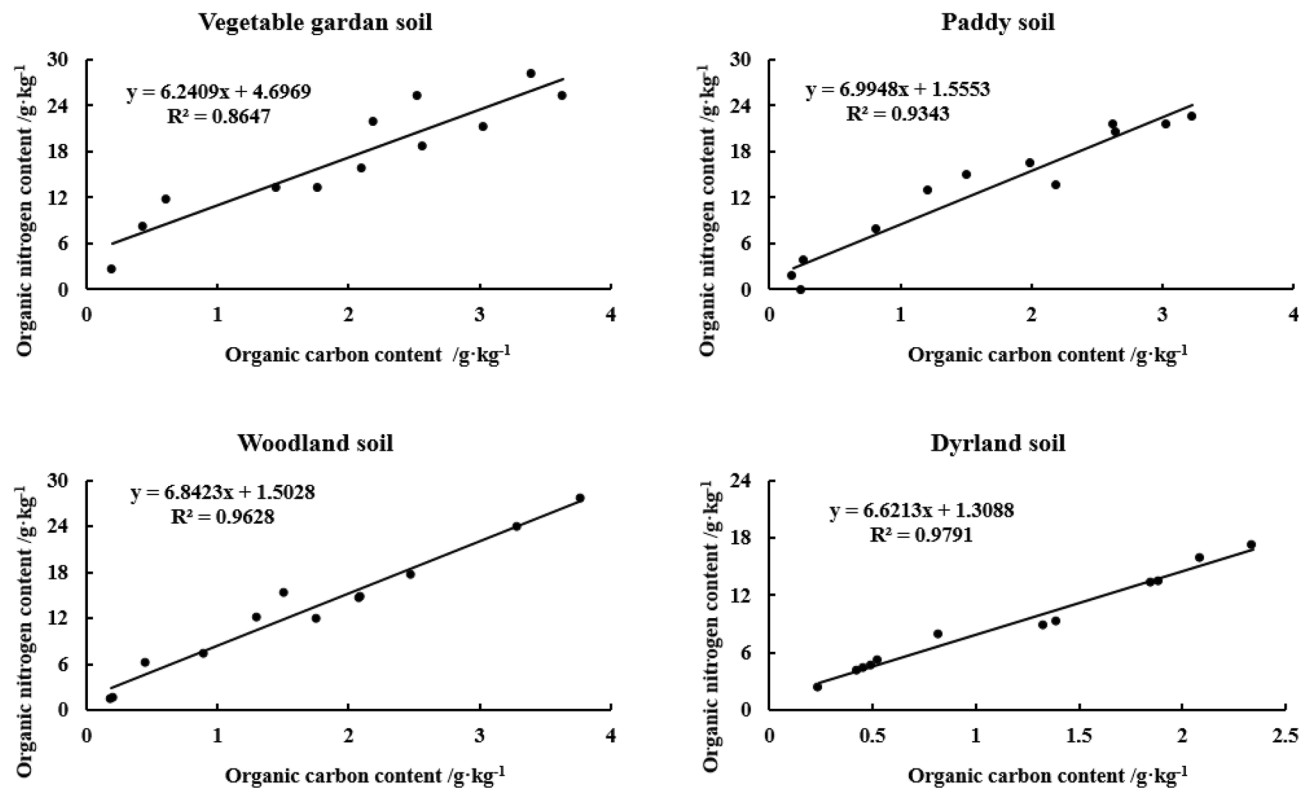 Vegetable gardan soil
y = 6.2409x + 4.6969
R² = 0.8647
Organic nitrogen content /g·kg⁻¹
30
24
18
12
6
0
0 1 2 3 4
Organic carbon content /g·kg⁻¹
Paddy soil
y = 6.9948x + 1.5553
R² = 0.9343
Organic nitrogen content /g·kg⁻¹
30
24
18
12
6
0
0 1 2 3 4
Organic carbon content /g·kg⁻¹
Woodland soil
y = 6.8423x + 1.5028
R² = 0.9628
Organic nitrogen content /g·kg⁻¹
30
24
18
12
6
0
0 1 2 3 4
Organic carbon content /g·kg⁻¹
Dyrland soil
y = 6.6213x + 1.3088
R² = 0.9791
Organic nitrogen content /g·kg⁻¹
24
18
12
6
0
0 0.5 1 1.5 2 2.5
Organic carbon content /g·kg⁻¹